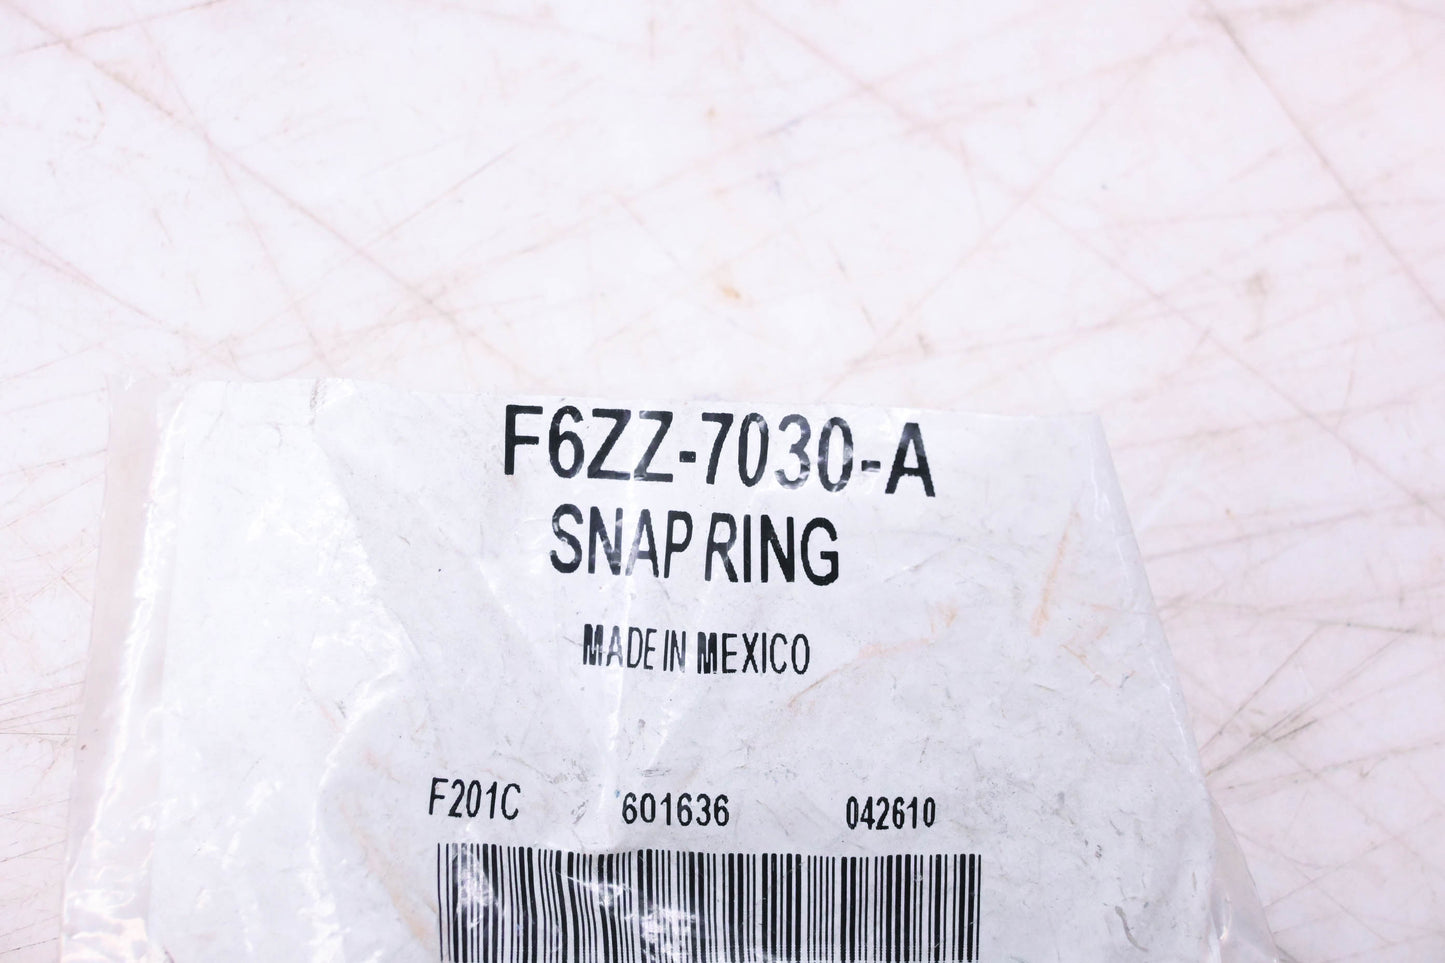 F6ZZ-7030-A
SNAP RING
MADE IN MEXICO
F201C 601636 042610